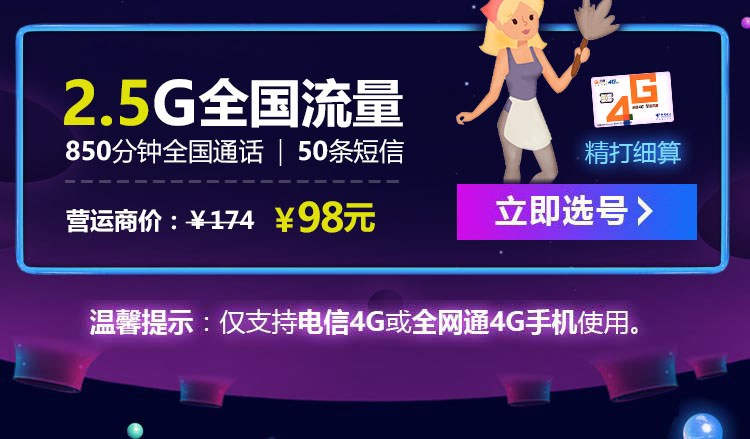 2.5G全国流量
850分钟全国通话 | 50条短信
营运商价：￥174 ￥98元
4G
精打细算
立即选号
温馨提示：仅支持电信4G或全网通4G手机使用。